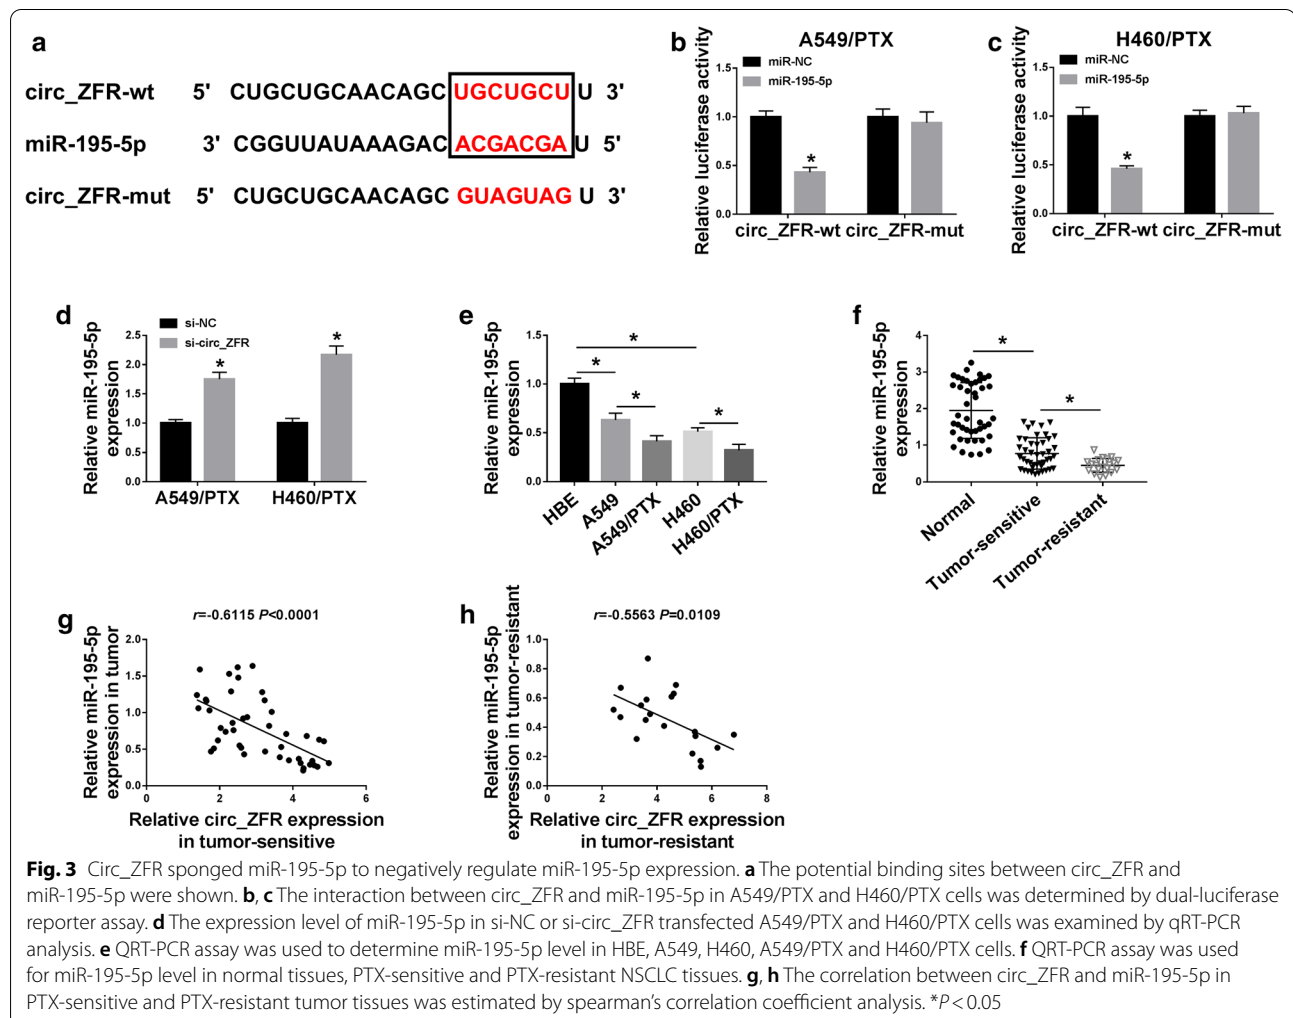 a
circ_ZFR-wt 5' CUGCUGCAACAGC UGCUGCU U 3'
miR-195-5p 3' CGGUUAUAAAGAC ACGACGA U 5'
circ_ZFR-mut 5' CUGCUGCAACAGC GUAGUAG U 3'
b
A549/PTX
miR-NC
miR-195-5p
Relative luciferase activity
1.5
1.0
0.5
0.0
*
circ_ZFR-wt circ_ZFR-mut
c
H460/PTX
miR-NC
miR-195-5p
Relative luciferase activity
1.5
1.0
0.5
0.0
*
circ_ZFR-wt circ_ZFR-mut
d
si-NC
si-circ_ZFR
Relative miR-195-5p
expression
2.5
2.0
1.5
1.0
0.5
0.0
* *
A549/PTX H460/PTX
e
Relative miR-195-5p
expression
1.5
1.0
0.5
0.0
* * * *
HBE
A549
A549/PTX
H460
H460/PTX
f
Relative miR-195-5p
expression
4
3
2
1
0
* *
Normal
Tumor-sensitive
Tumor-resistant
g
r=-0.6115 P<0.0001
Relative miR-195-5p
expression in tumor
2.0
1.5
1.0
0.5
0.0
0 2 4 6
Relative circ_ZFR expression
in tumor-sensitive
h
r=-0.5563 P=0.0109
Relative miR-195-5p
expression in tumor-resistant
1.0
0.8
0.6
0.4
0.2
0.0
0 2 4 6 8
Relative circ_ZFR expression
in tumor-resistant
Fig. 3 Circ_ZFR sponged miR-195-5p to negatively regulate miR-195-5p expression. a The potential binding sites between circ_ZFR and
miR-195-5p were shown. b, c The interaction between circ_ZFR and miR-195-5p in A549/PTX and H460/PTX cells was determined by dual-luciferase
reporter assay. d The expression level of miR-195-5p in si-NC or si-circ_ZFR transfected A549/PTX and H460/PTX cells was examined by qRT-PCR
analysis. e QRT-PCR assay was used to determine miR-195-5p level in HBE, A549, H460, A549/PTX and H460/PTX cells. f QRT-PCR assay was used
for miR-195-5p level in normal tissues, PTX-sensitive and PTX-resistant NSCLC tissues. g, h The correlation between circ_ZFR and miR-195-5p in
PTX-sensitive and PTX-resistant tumor tissues was estimated by spearman's correlation coefficient analysis. *P < 0.05